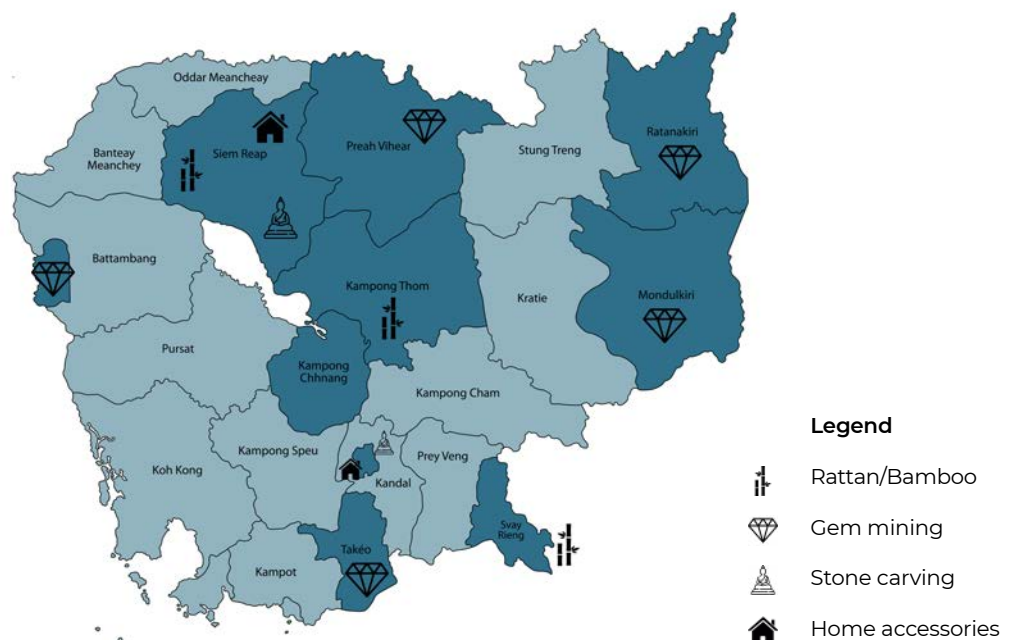 Oddar Meancheay
Banteay
Meanchey
Siem Reap
Preah Vihear
Stung Treng
Ratanakiri
Battambang
Kampong Thom
Kratie
Mondulkiri
Pursat
Kampong
Chhnang
Kampong Cham
Koh Kong
Kampong Speu
Prey Veng
Kandal
Svay
Rieng
Takéo
Kampot
Legend
Rattan/Bamboo
Gem mining
Stone carving
Home accessories